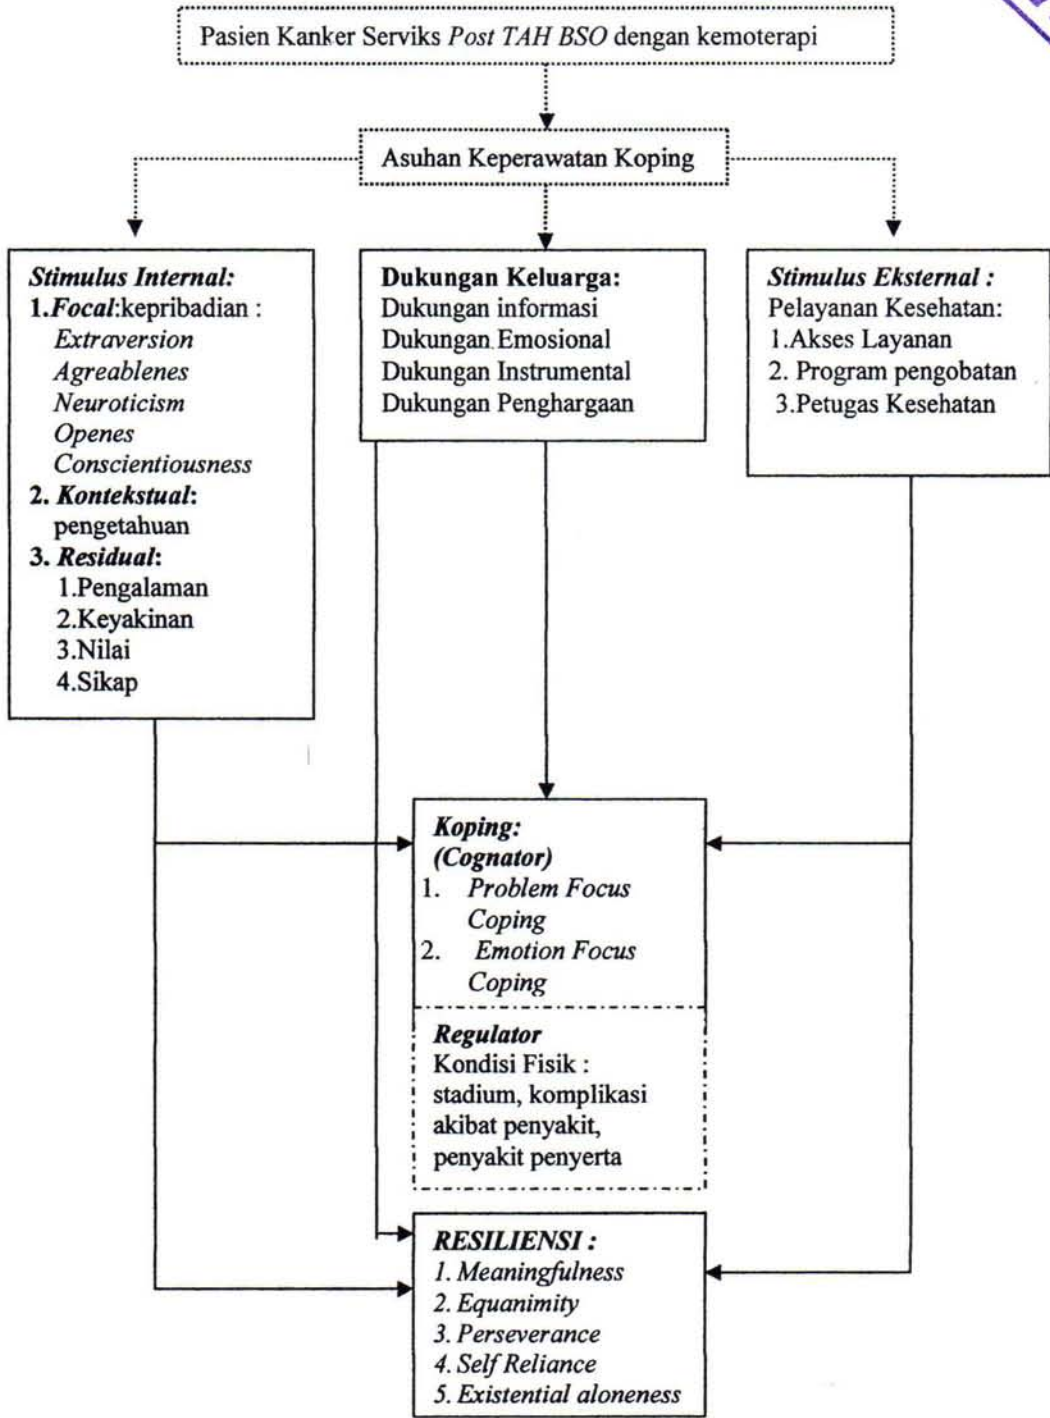 Pasien Kanker Serviks Post TAH BSO dengan kemoterapi
Asuhan Keperawatan Koping
Stimulus Internal:
1.Focal:kepribadian :
Extraversion
Agreablenes
Neuroticism
Openes
Conscientiousness
2. Kontekstual:
pengetahuan
3. Residual:
1.Pengalaman
2.Keyakinan
3.Nilai
4.Sikap
Dukungan Keluarga:
Dukungan informasi
Dukungan Emosional
Dukungan Instrumental
Dukungan Penghargaan
Stimulus Eksternal :
Pelayanan Kesehatan:
1.Akses Layanan
2. Program pengobatan
3.Petugas Kesehatan
Koping:
(Cognator)
1. Problem Focus
Coping
2. Emotion Focus
Coping
Regulator
Kondisi Fisik :
stadium, komplikasi
akibat penyakit,
penyakit penyerta
RESILIENSI :
1. Meaningfulness
2. Equanimity
3. Perseverance
4. Self Reliance
5. Existential aloneness